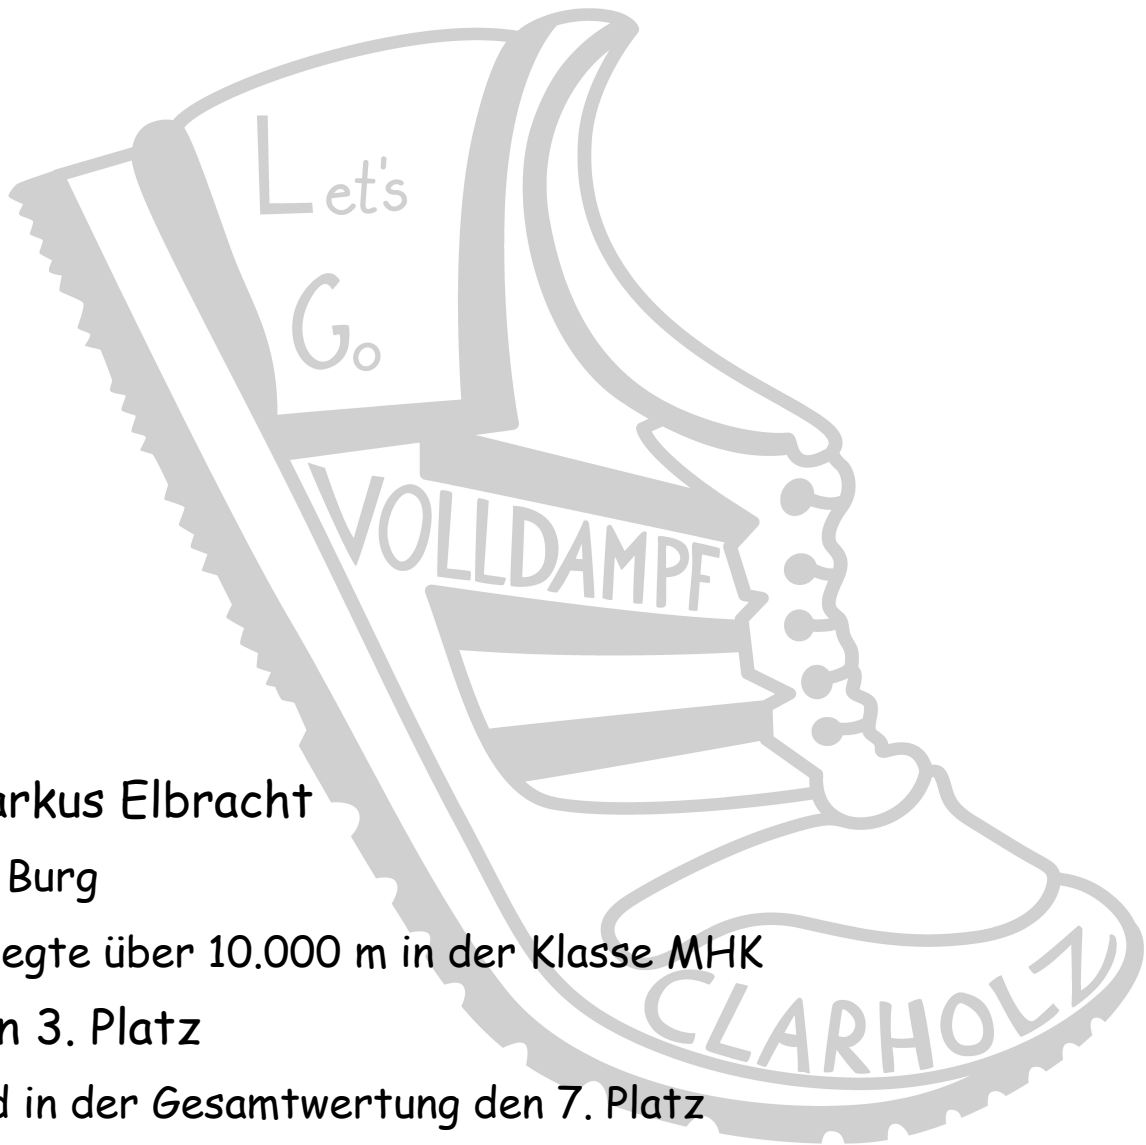 Let's
Go
VOLLDAMPF
arkus Elbracht
Burg
egte über 10.000 m in der Klasse MHK
n 3. Platz
d in der Gesamtwertung den 7. Platz
CLARHOLZ